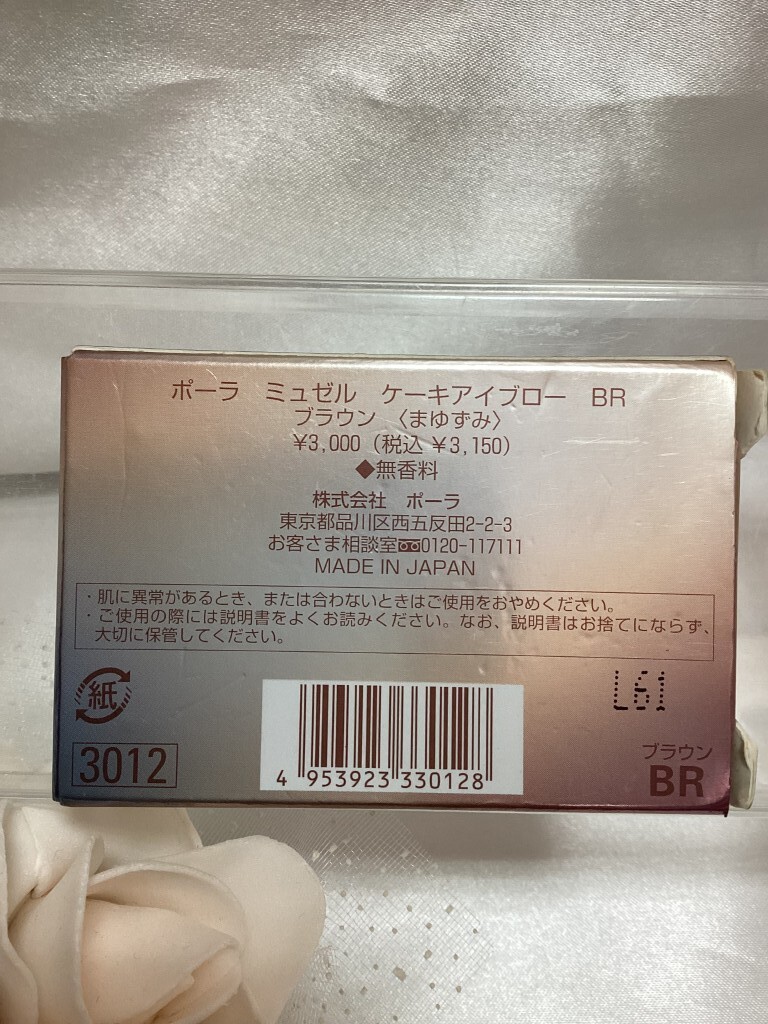 ポーラ ミュゼル ケーキアイブロー BR
ブラウン 〈まゆずみ〉
¥3,000（税込 ¥3,150）
◆無香料
株式会社 ポーラ
東京都品川区西五反田2-2-3
お客さま相談室0120-117111
MADE IN JAPAN
・肌に異常があるとき、または合わないときはご使用をおやめください。
・ご使用の際には説明書をよくお読みください。なお、説明書はお捨てにならず、
大切に保管してください。
紙
L61
3012
4 953923 330128
ブラウン
BR